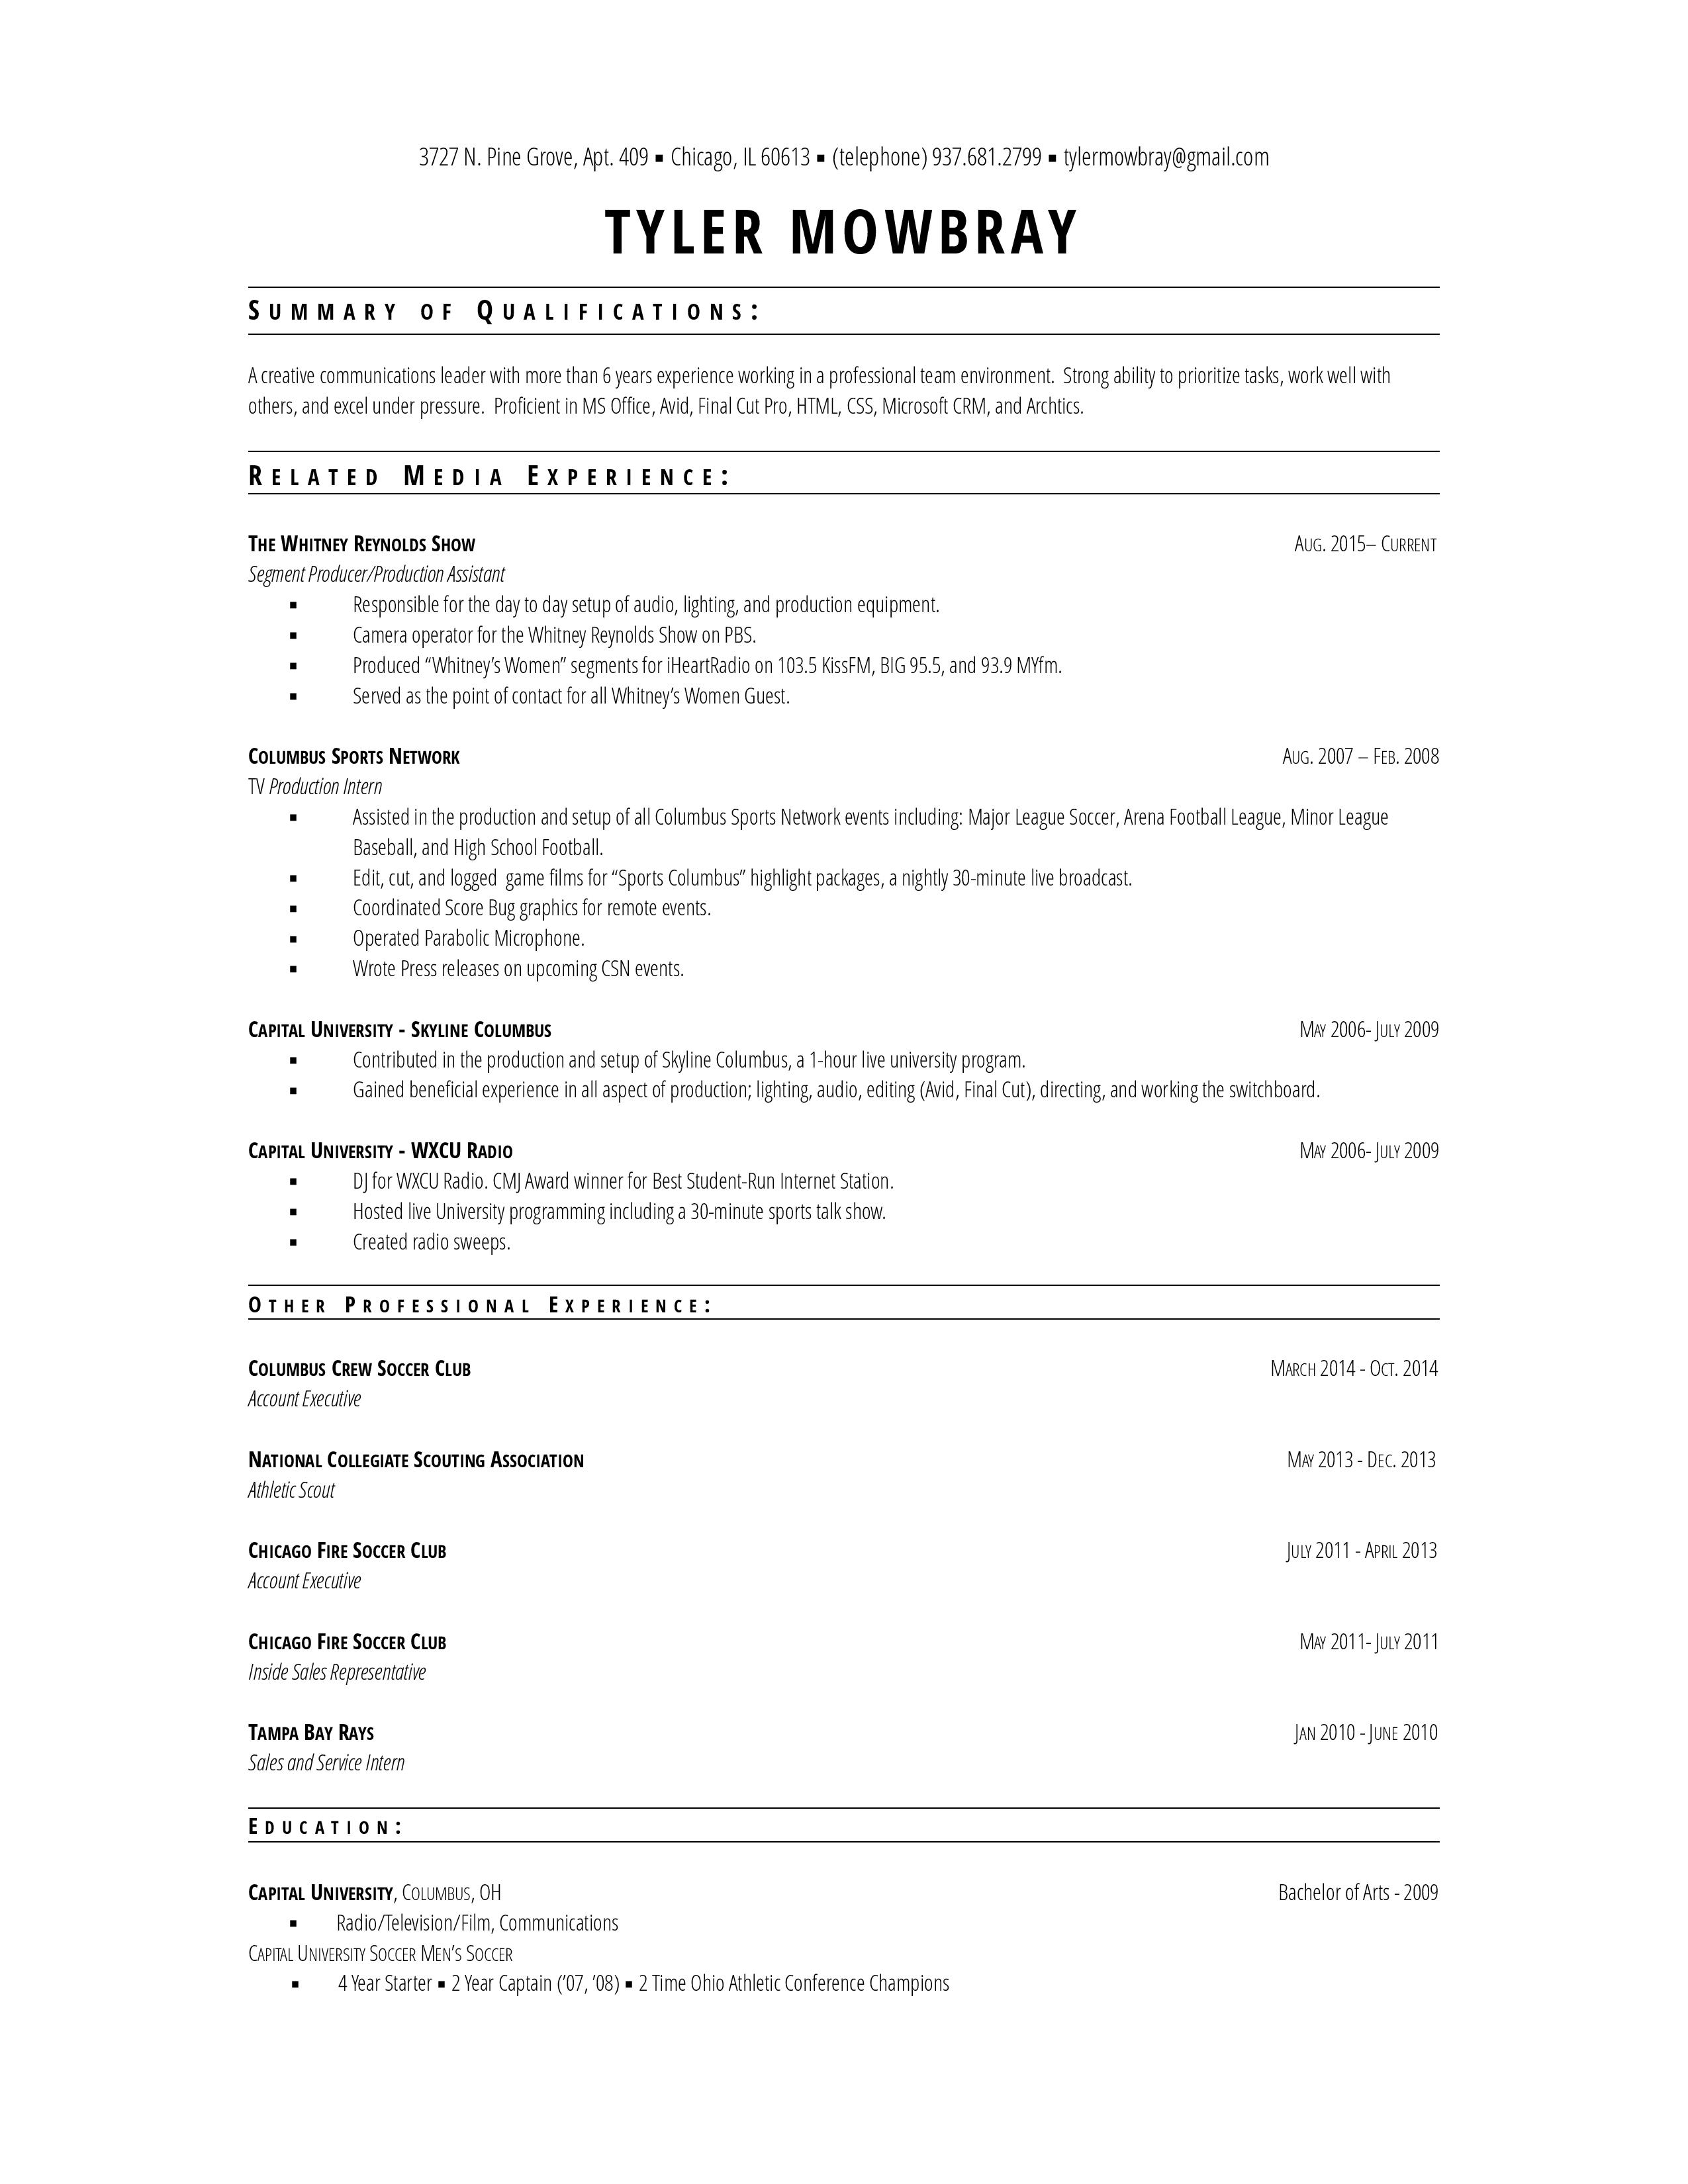 3727 N. Pine Grove, Apt. 409 ▪ Chicago, IL 60613 ▪ (telephone) 937.681.2799 ▪ tylermowbray@gmail.com
TYLER MOWBRAY
Summary of Qualifications:
A creative communications leader with more than 6 years experience working in a professional team environment.  Strong ability to prioritize tasks, work well with
others, and excel under pressure.  Proficient in MS Office, Avid, Final Cut Pro, HTML, CSS, Microsoft CRM, and Archtics.
Related Media Experience:
The Whitney Reynolds Show Aug. 2015– Current
Segment Producer/Production Assistant
▪ Responsible for the day to day setup of audio, lighting, and production equipment.
▪ Camera operator for the Whitney Reynolds Show on PBS.
▪ Produced “Whitney’s Women” segments for iHeartRadio on 103.5 KissFM, BIG 95.5, and 93.9 MYfm.
▪ Served as the point of contact for all Whitney’s Women Guest.
Columbus Sports Network Aug. 2007 – Feb. 2008
TV Production Intern
▪ Assisted in the production and setup of all Columbus Sports Network events including: Major League Soccer, Arena Football League, Minor League
Baseball, and High School Football.
▪ Edit, cut, and logged  game films for “Sports Columbus” highlight packages, a nightly 30-minute live broadcast.
▪ Coordinated Score Bug graphics for remote events.
▪ Operated Parabolic Microphone.
▪ Wrote Press releases on upcoming CSN events.
Capital University - Skyline Columbus May 2006- July 2009
▪ Contributed in the production and setup of Skyline Columbus, a 1-hour live university program.
▪ Gained beneficial experience in all aspect of production; lighting, audio, editing (Avid, Final Cut), directing, and working the switchboard.
Capital University - WXCU Radio May 2006- July 2009
▪ DJ for WXCU Radio. CMJ Award winner for Best Student-Run Internet Station.
▪ Hosted live University programming including a 30-minute sports talk show.
▪ Created radio sweeps.
Other Professional Experience:
Columbus Crew Soccer Club March 2014 - Oct. 2014
Account Executive
National Collegiate Scouting Association May 2013 - Dec. 2013
Athletic Scout
Chicago Fire Soccer Club July 2011 - April 2013
Account Executive
Chicago Fire Soccer Club May 2011- July 2011
Inside Sales Representative
Tampa Bay Rays Jan 2010 - June 2010
Sales and Service Intern
Education:
Capital University, Columbus, OH Bachelor of Arts - 2009
▪ Radio/Television/Film, Communications
Capital University Soccer Men’s Soccer
▪ 4 Year Starter ▪ 2 Year Captain (’07, ’08) ▪ 2 Time Ohio Athletic Conference Champions